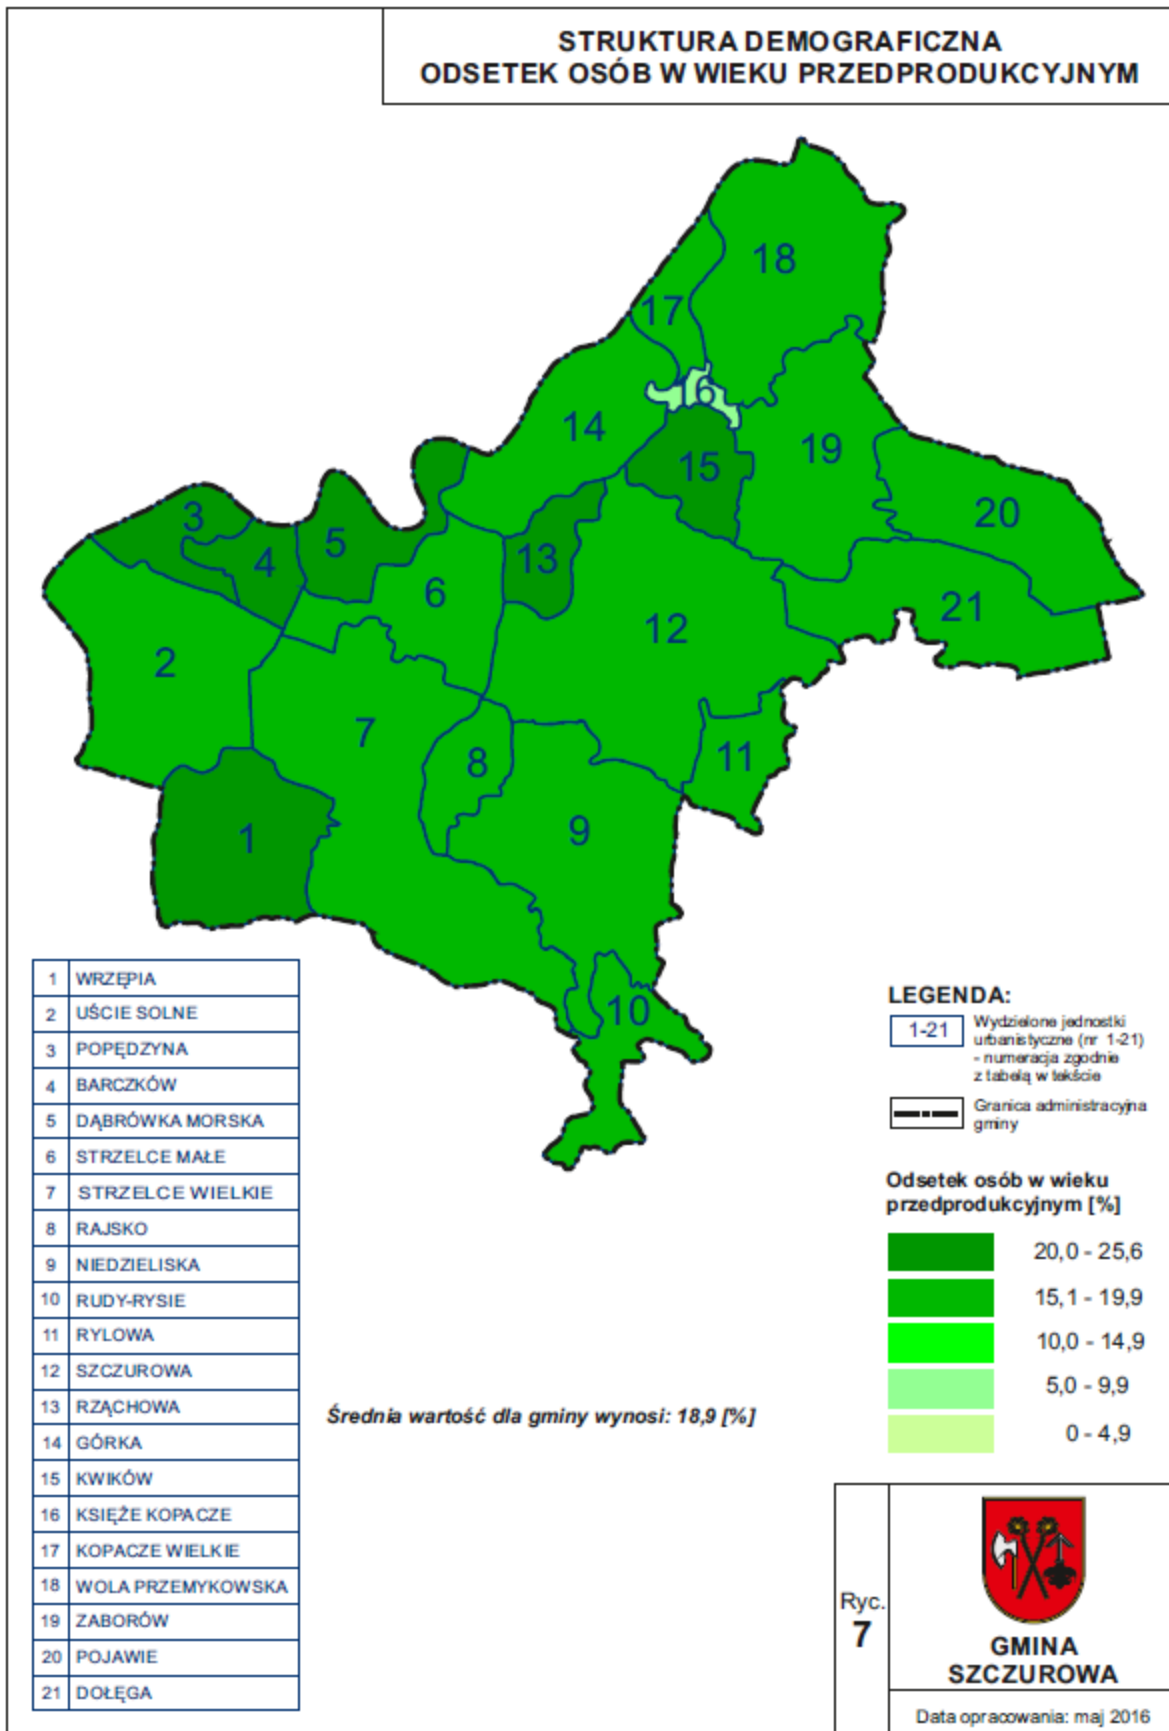 STRUKTURA DEMOGRAFICZNA
ODSETEK OSÓB W WIEKU PRZEDPRODUKCYJNYM
18
17
6
14
19
15
20
3
5
4
13
6
21
12
2
7
8
11
1
9
10
1 WRZĘPIA
2 UŚCIE SOLNE
3 POPĘDZYNA
4 BARCZKÓW
5 DĄBRÓWKA MORSKA
6 STRZELCE MAŁE
7 STRZELCE WIELKIE
8 RAJSKO
9 NIEDZIELISKA
10 RUDY-RYSIE
11 RYLOWA
12 SZCZUROWA
13 RZĄCHOWA
14 GÓRKA
15 KWIKÓW
16 KSIĘŻE KOPACZE
17 KOPACZE WIELKIE
18 WOLA PRZEMYKOWSKA
19 ZABORÓW
20 POJAWIE
21 DOŁĘGA
Średnia wartość dla gminy wynosi: 18,9 [%]
LEGENDA:
1-21
Wydzielone jednostki
urbanistyczne (nr 1-21)
- numeracja zgodnie
z tabelą w tekście
Granica administracyjna
gminy
Odsetek osób w wieku
przedprodukcyjnym [%]
20,0 - 25,6
15,1 - 19,9
10,0 - 14,9
5,0 - 9,9
0 - 4,9
Ryc.
7
GMINA
SZCZUROWA
Data opracowania: maj 2016